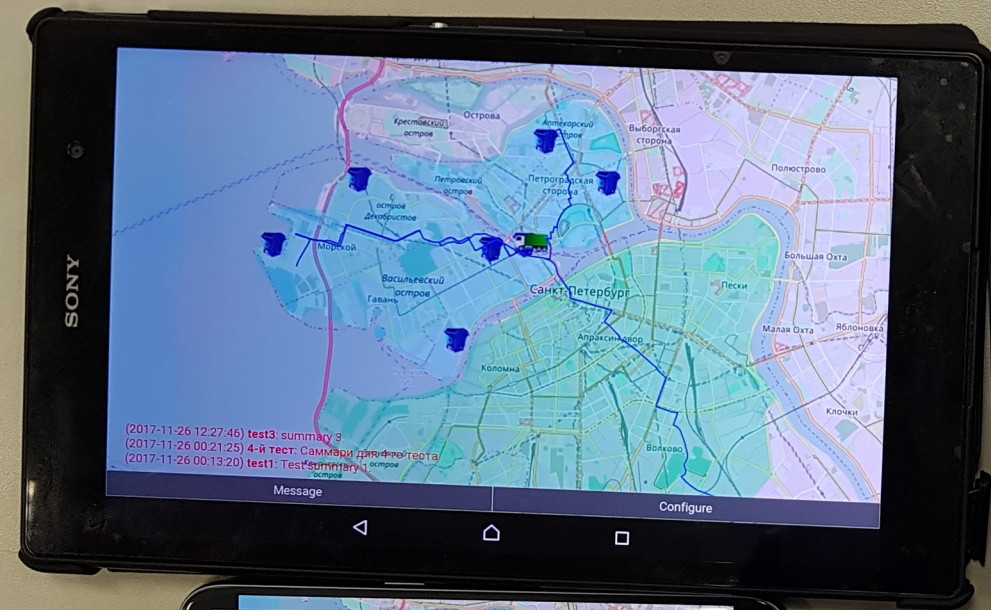 SONY
Острова
Крестовский
остров
Аптекарский
Выборгская
сторона
Полюстрово
Петровский
остров
Петроградская
сторона
остров
Декабристов
Морской
Большая Охта
Васильевский
остров
Гавань
Санкт-Петербург
Пески
Малая Охта
Яблоновка
Апраксин двор
Коломна
Клочки
Волково
(2017-11-26 12:27:46) test3: summary 3
(2017-11-26 00:21:25) 4-й тест: Саммари для 4-го теста
(2017-11-26 00:13:20) test1: Test summary 1
остров
остров
Message
Configure